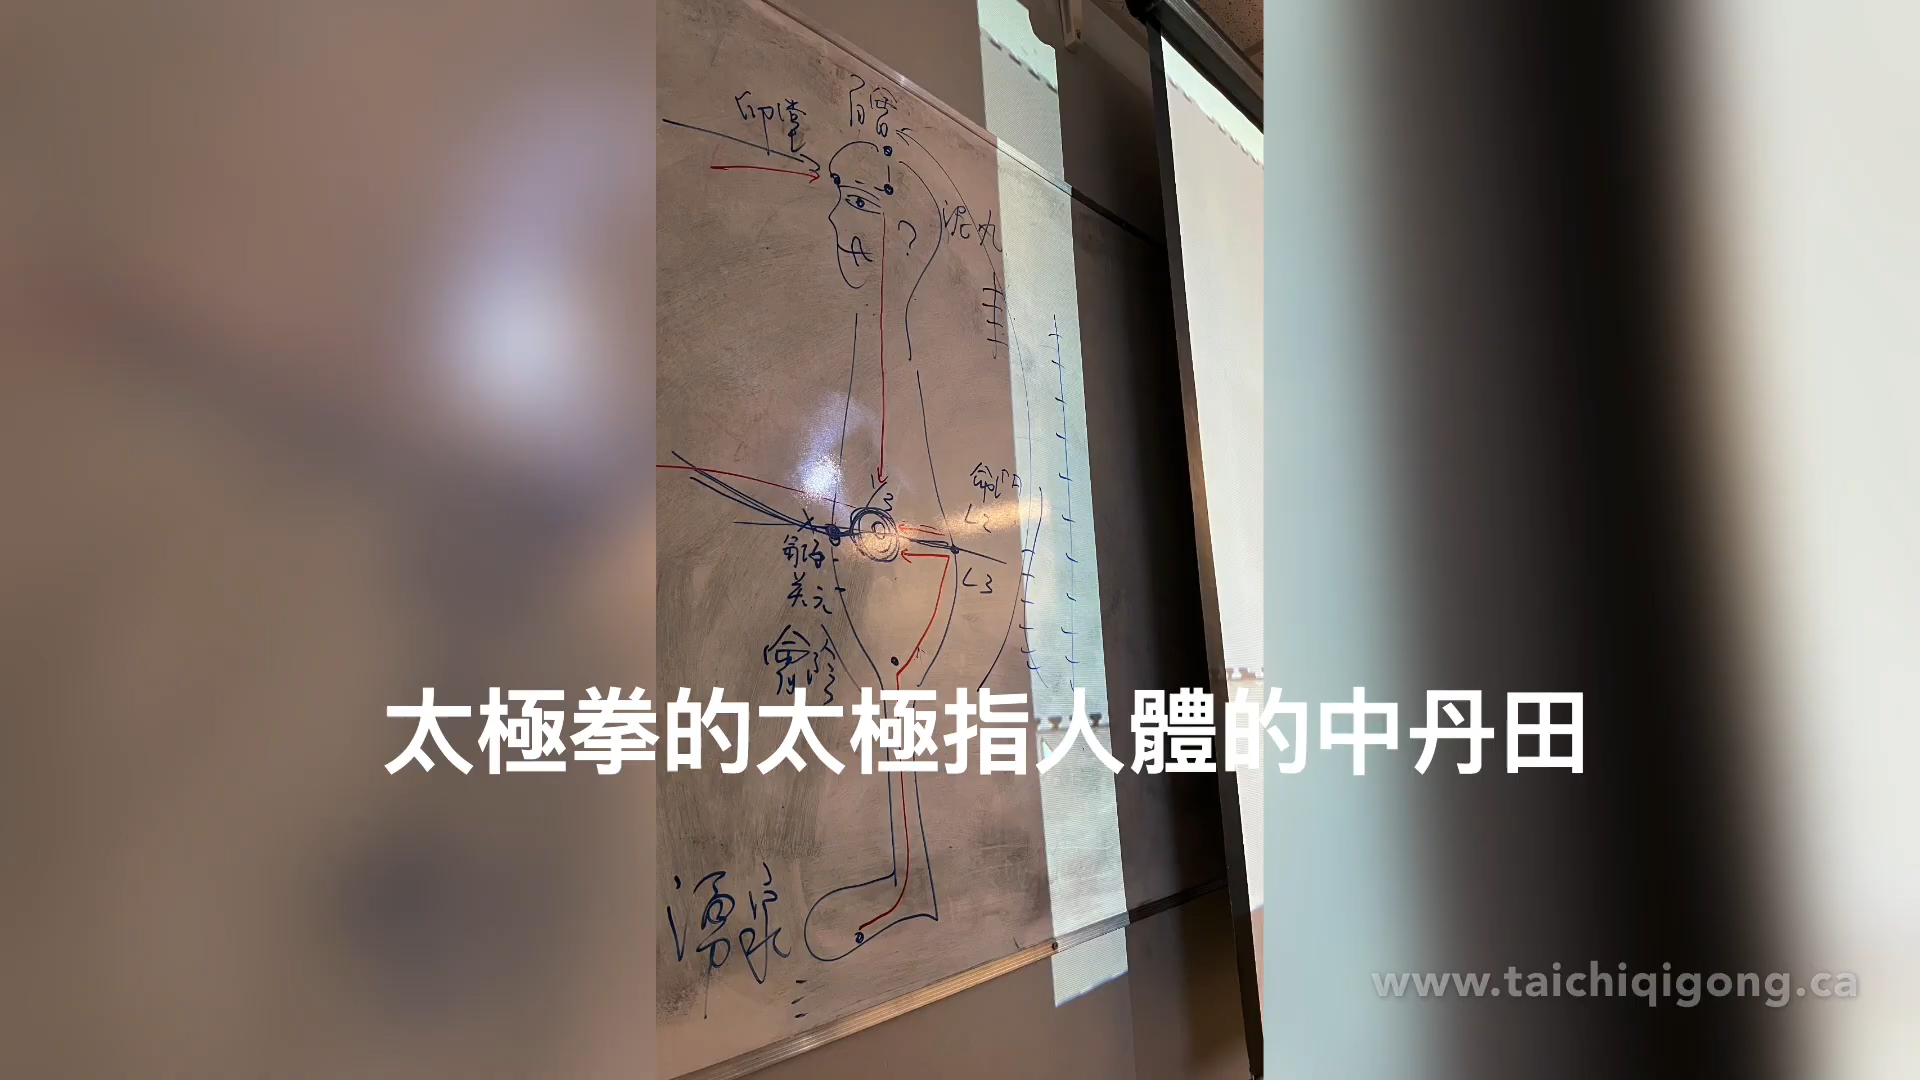 印堂
百會
泥丸
命門
L2
3
L3
關元
會陰
湧泉
太極拳的太極指人體的中丹田
www.taichiqigong.ca